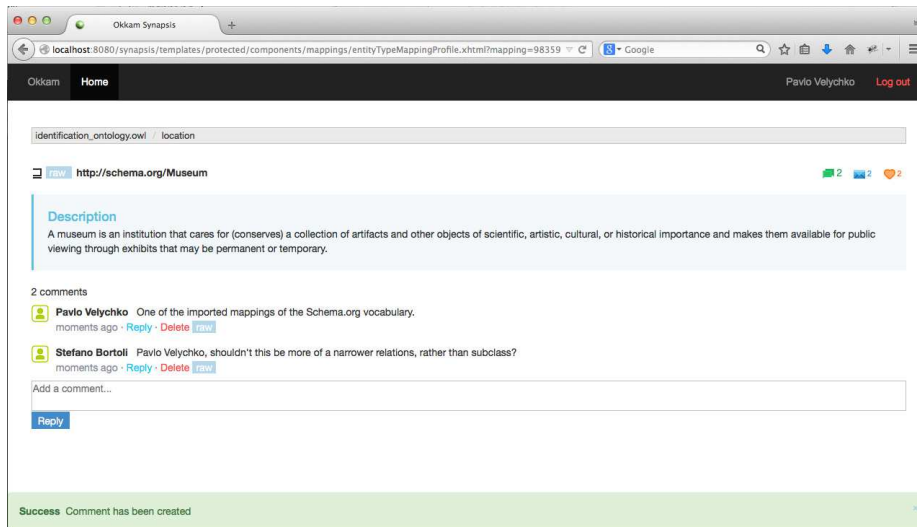 Okkam Synopsis
localhost:8080/synapsis/templates/protected/components/mappings/entityTypeMappingProfile.xhtml?mapping=98359 Google
Okkam Home Pavlo Velychko Log out
identification_ontology.owl / location
⊒ raw http://schema.org/Museum 2 2 2
Description
A museum is an institution that cares for (conserves) a collection of artifacts and other objects of scientific, artistic, cultural, or historical importance and makes them available for public
viewing through exhibits that may be permanent or temporary.
2 comments
Pavlo Velychko One of the imported mappings of the Schema.org vocabulary.
moments ago · Reply · Delete raw
Stefano Bortoli Pavlo Velychko, shouldn't this be more of a narrower relations, rather than subclass?
moments ago · Reply · Delete raw
Add a comment...
Reply
Success Comment has been created